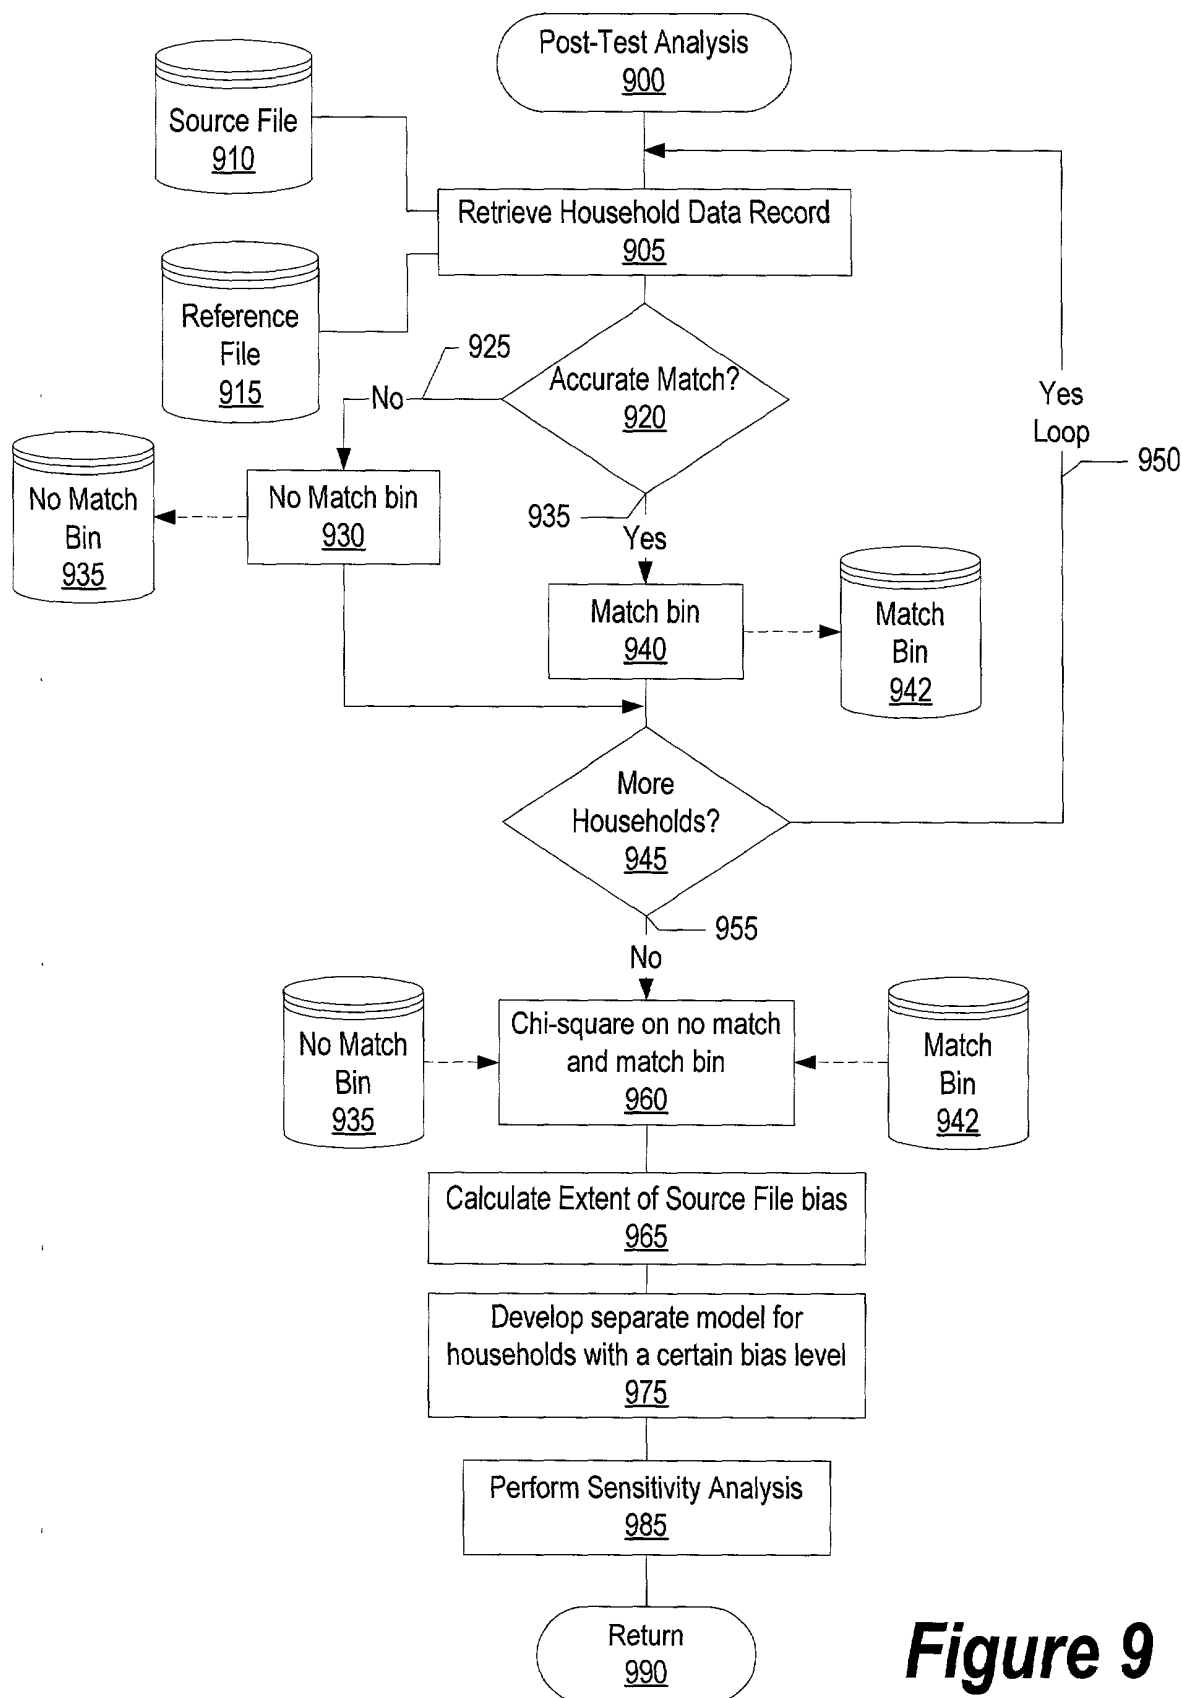 Post-Test Analysis
900
Source File
910
Retrieve Household Data Record
905
Reference
File
915
925
Accurate Match?
920
No
Yes
Loop
950
No Match
Bin
935
No Match bin
930
935
Yes
Match bin
940
Match
Bin
942
More
Households?
945
955
No
No Match
Bin
935
Chi-square on no match
and match bin
960
Match
Bin
942
Calculate Extent of Source File bias
965
Develop separate model for
households with a certain bias level
975
Perform Sensitivity Analysis
985
Return
990
Figure 9